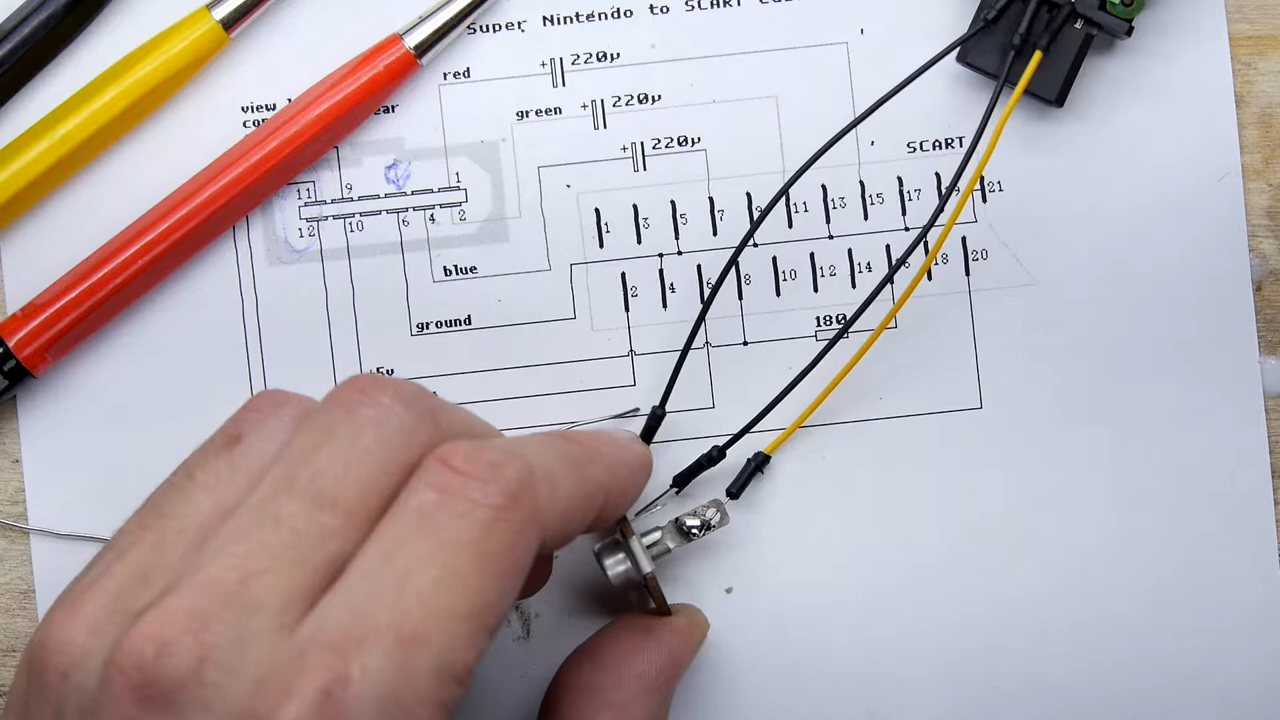 Super Nintendo to SCART
red
220µ
green
220µ
220µ
view
SCART
11
9
1
12
10
6
4
2
1
3
5
7
11
13
15
17
21
2
4
6
8
10
12
14
18
20
blue
ground
180
+5v